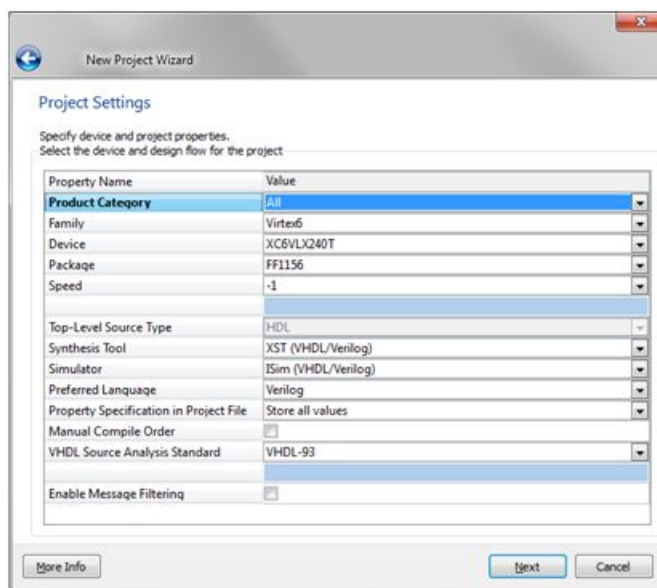 New Project Wizard
Project Settings
Specify device and project properties.
Select the device and design flow for the project
Property Name Value
Product Category All
Family Virtex6
Device XC6VLX240T
Package FF1156
Speed -1
Top-Level Source Type HDL
Synthesis Tool XST (VHDL/Verilog)
Simulator ISim (VHDL/Verilog)
Preferred Language Verilog
Property Specification in Project File Store all values
Manual Compile Order
VHDL Source Analysis Standard VHDL-93
Enable Message Filtering
More Info Next Cancel